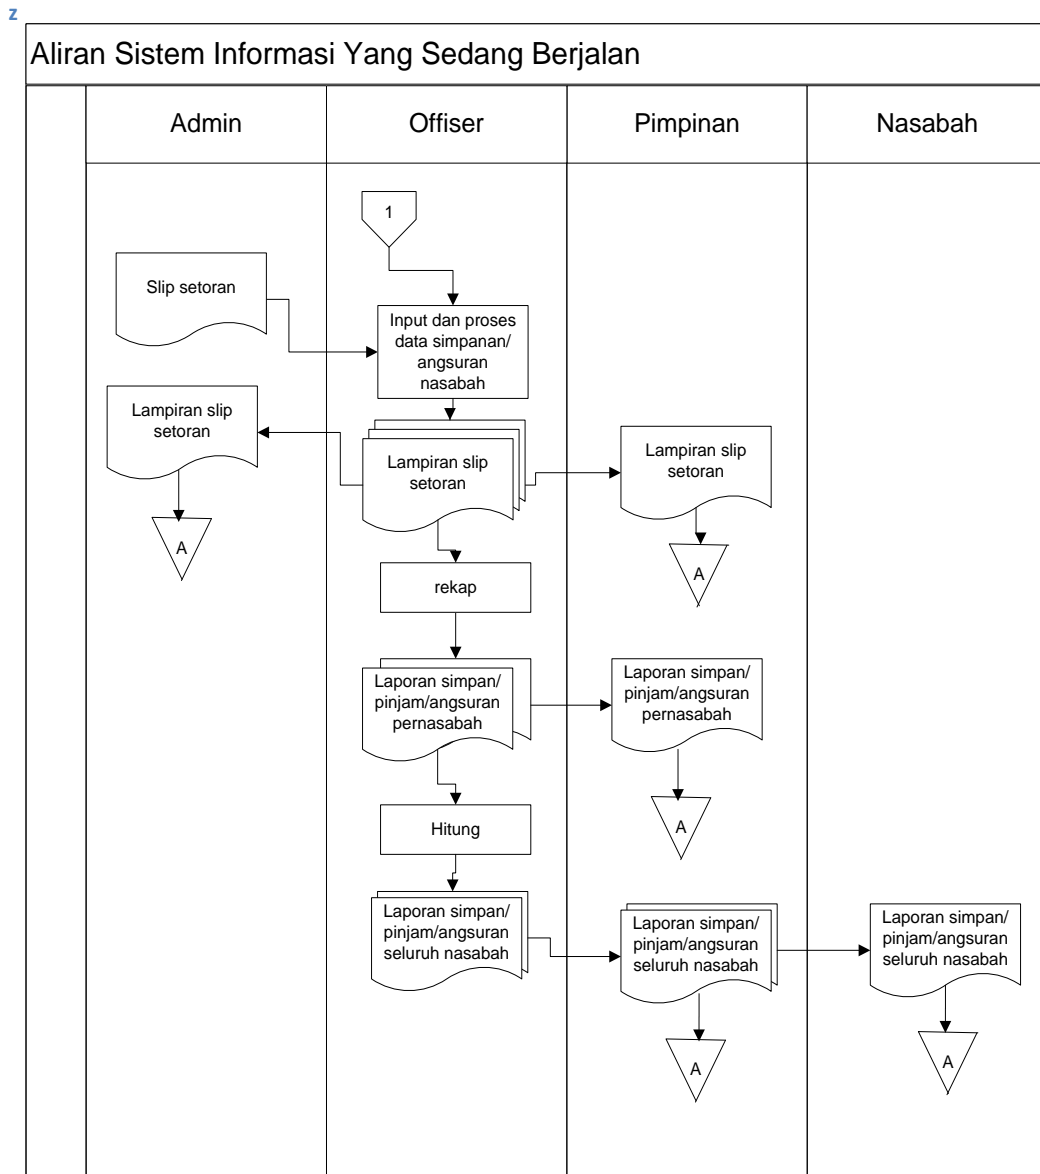 z
Aliran Sistem Informasi Yang Sedang Berjalan
Admin
Offiser
Pimpinan
Nasabah
1
Slip setoran
Input dan proses
data simpanan/
angsuran
nasabah
Lampiran slip
setoran
Lampiran slip
setoran
Lampiran slip
setoran
A
A
rekap
Laporan simpan/
pinjam/angsuran
pernasabah
Laporan simpan/
pinjam/angsuran
pernasabah
A
Hitung
Laporan simpan/
pinjam/angsuran
seluruh nasabah
Laporan simpan/
pinjam/angsuran
seluruh nasabah
Laporan simpan/
pinjam/angsuran
seluruh nasabah
A
A